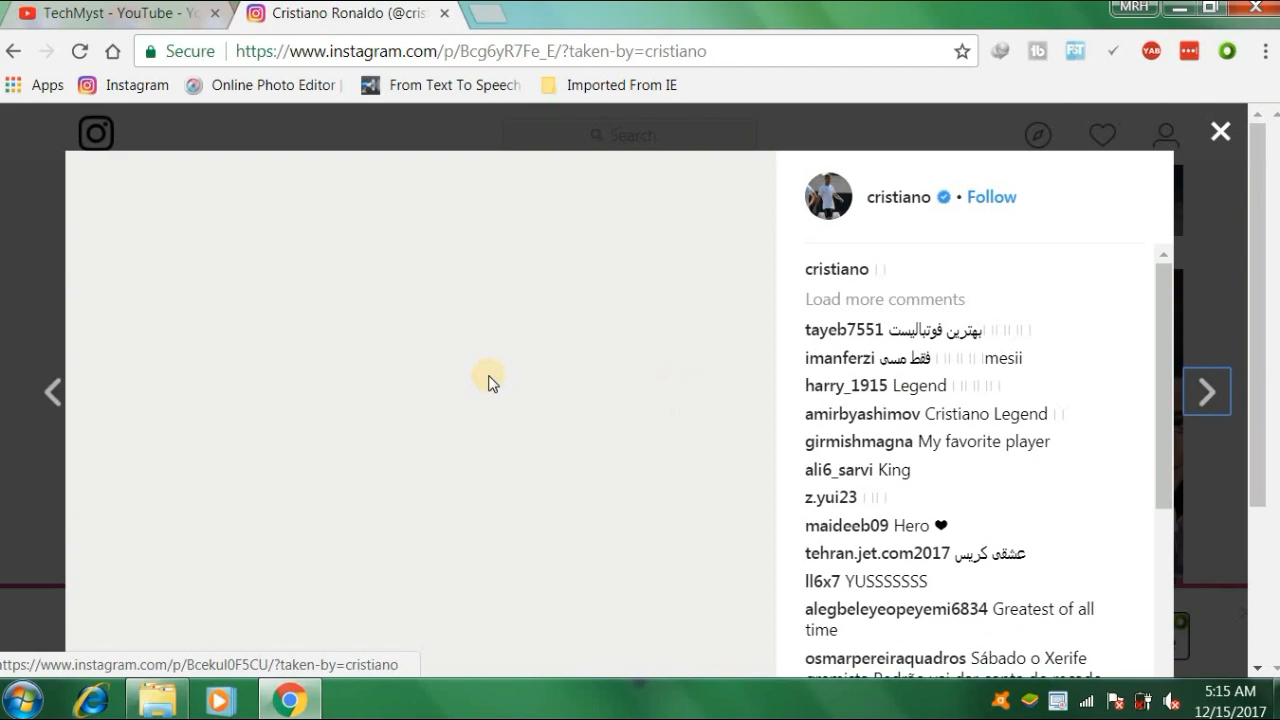 TechMyst - YouTube - Yo
Cristiano Ronaldo (@cris
MRH
Secure
https://www.instagram.com/p/Bcg6yR7Fe_E/?taken-by=cristiano
Apps
Instagram
Online Photo Editor |
From Text To Speech
Imported From IE
Search
cristiano • Follow
cristiano
Load more comments
tayeb7551 بهترین فوتبالیست
imanferzi فقط مسی mesii
harry_1915 Legend
amirbyashimov Cristiano Legend
girmishmagna My favorite player
ali6_sarvi King
z.yui23
maideeb09 Hero ❤
tehran.jet.com2017 عشقی کریس
ll6x7 YUSSSSSSS
alegbeleyeopeyemi6834 Greatest of all
time
osmarpereiraquadros Sábado o Xerife
ttps://www.instagram.com/p/BcekuI0F5CU/?taken-by=cristiano
5:15 AM
12/15/2017